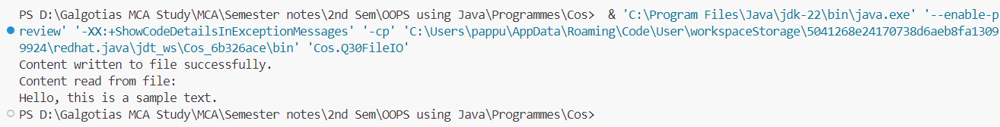 PS D:\Galgotias MCA Study\MCA\Semester notes\2nd Sem\OOPS using Java\Programmes\Cos>  & 'C:\Program Files\Java\jdk-22\bin\java.exe' '--enable-p
review' '-XX:+ShowCodeDetailsInExceptionMessages' '-cp' 'C:\Users\pappu\AppData\Roaming\Code\User\workspaceStorage\5041268e24170738d6aeb8fa1309
9924\redhat.java\jdt_ws\Cos_6b326ace\bin' 'Cos.Q30FileIO'
Content written to file successfully.
Content read from file:
Hello, this is a sample text.
PS D:\Galgotias MCA Study\MCA\Semester notes\2nd Sem\OOPS using Java\Programmes\Cos>